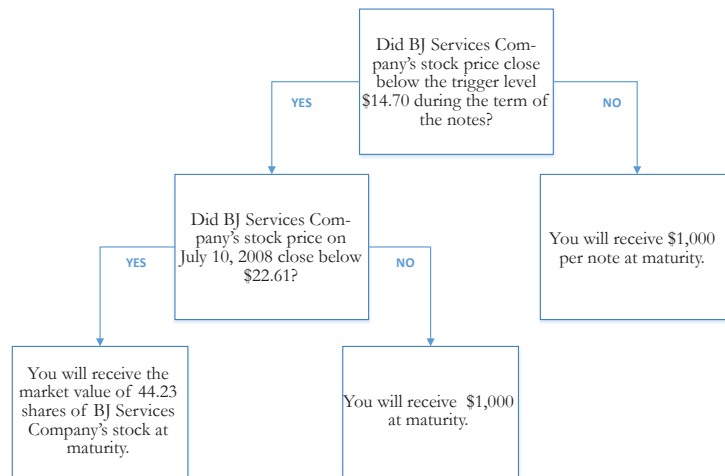 Did BJ Services Com-
pany's stock price close
below the trigger level
$14.70 during the term of
the notes?
YES
NO
Did BJ Services Com-
pany's stock price on
July 10, 2008 close below
$22.61?
You will receive $1,000
per note at maturity.
YES
NO
You will receive the
market value of 44.23
shares of BJ Services
Company's stock at
maturity.
You will receive $1,000
at maturity.